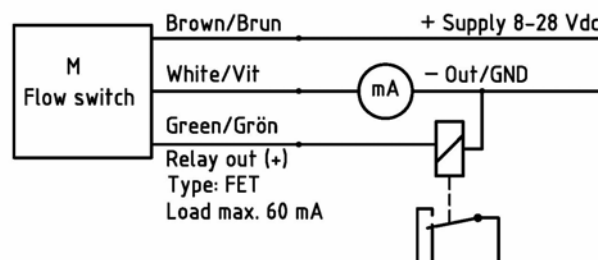 Brown/Brun
+ Supply 8-28 Vdc
M
Flow switch
White/Vit
mA
- Out/GND
Green/Grön
Relay out (+)
Type: FET
Load max. 60 mA